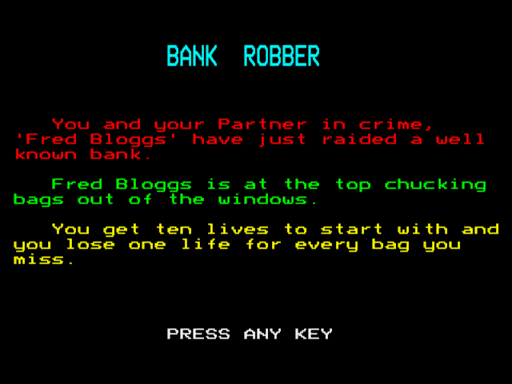 BANK ROBBER
You and your Partner in crime,
'Fred Bloggs' have just raided a well
known bank.
Fred Bloggs is at the top chucking
bags out of the windows.
You get ten lives to start with and
you lose one life for every bag you
miss.
PRESS ANY KEY